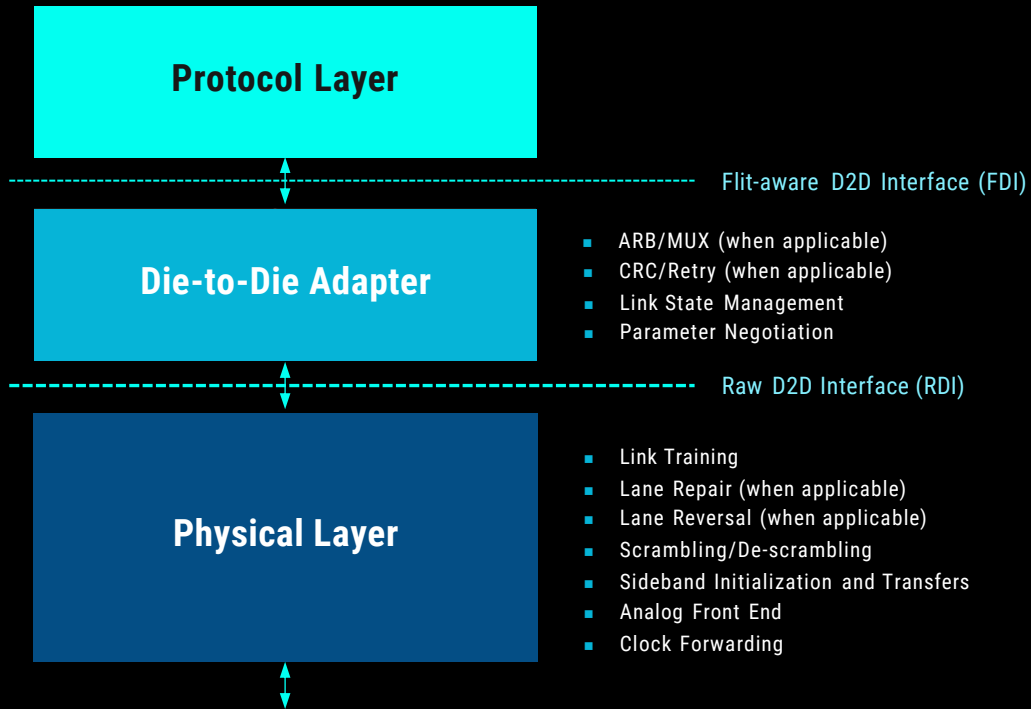 Protocol Layer
Flit-aware D2D Interface (FDI)
Die-to-Die Adapter
ARB/MUX (when applicable)
CRC/Retry (when applicable)
Link State Management
Parameter Negotiation
Raw D2D Interface (RDI)
Physical Layer
Link Training
Lane Repair (when applicable)
Lane Reversal (when applicable)
Scrambling/De-scrambling
Sideband Initialization and Transfers
Analog Front End
Clock Forwarding